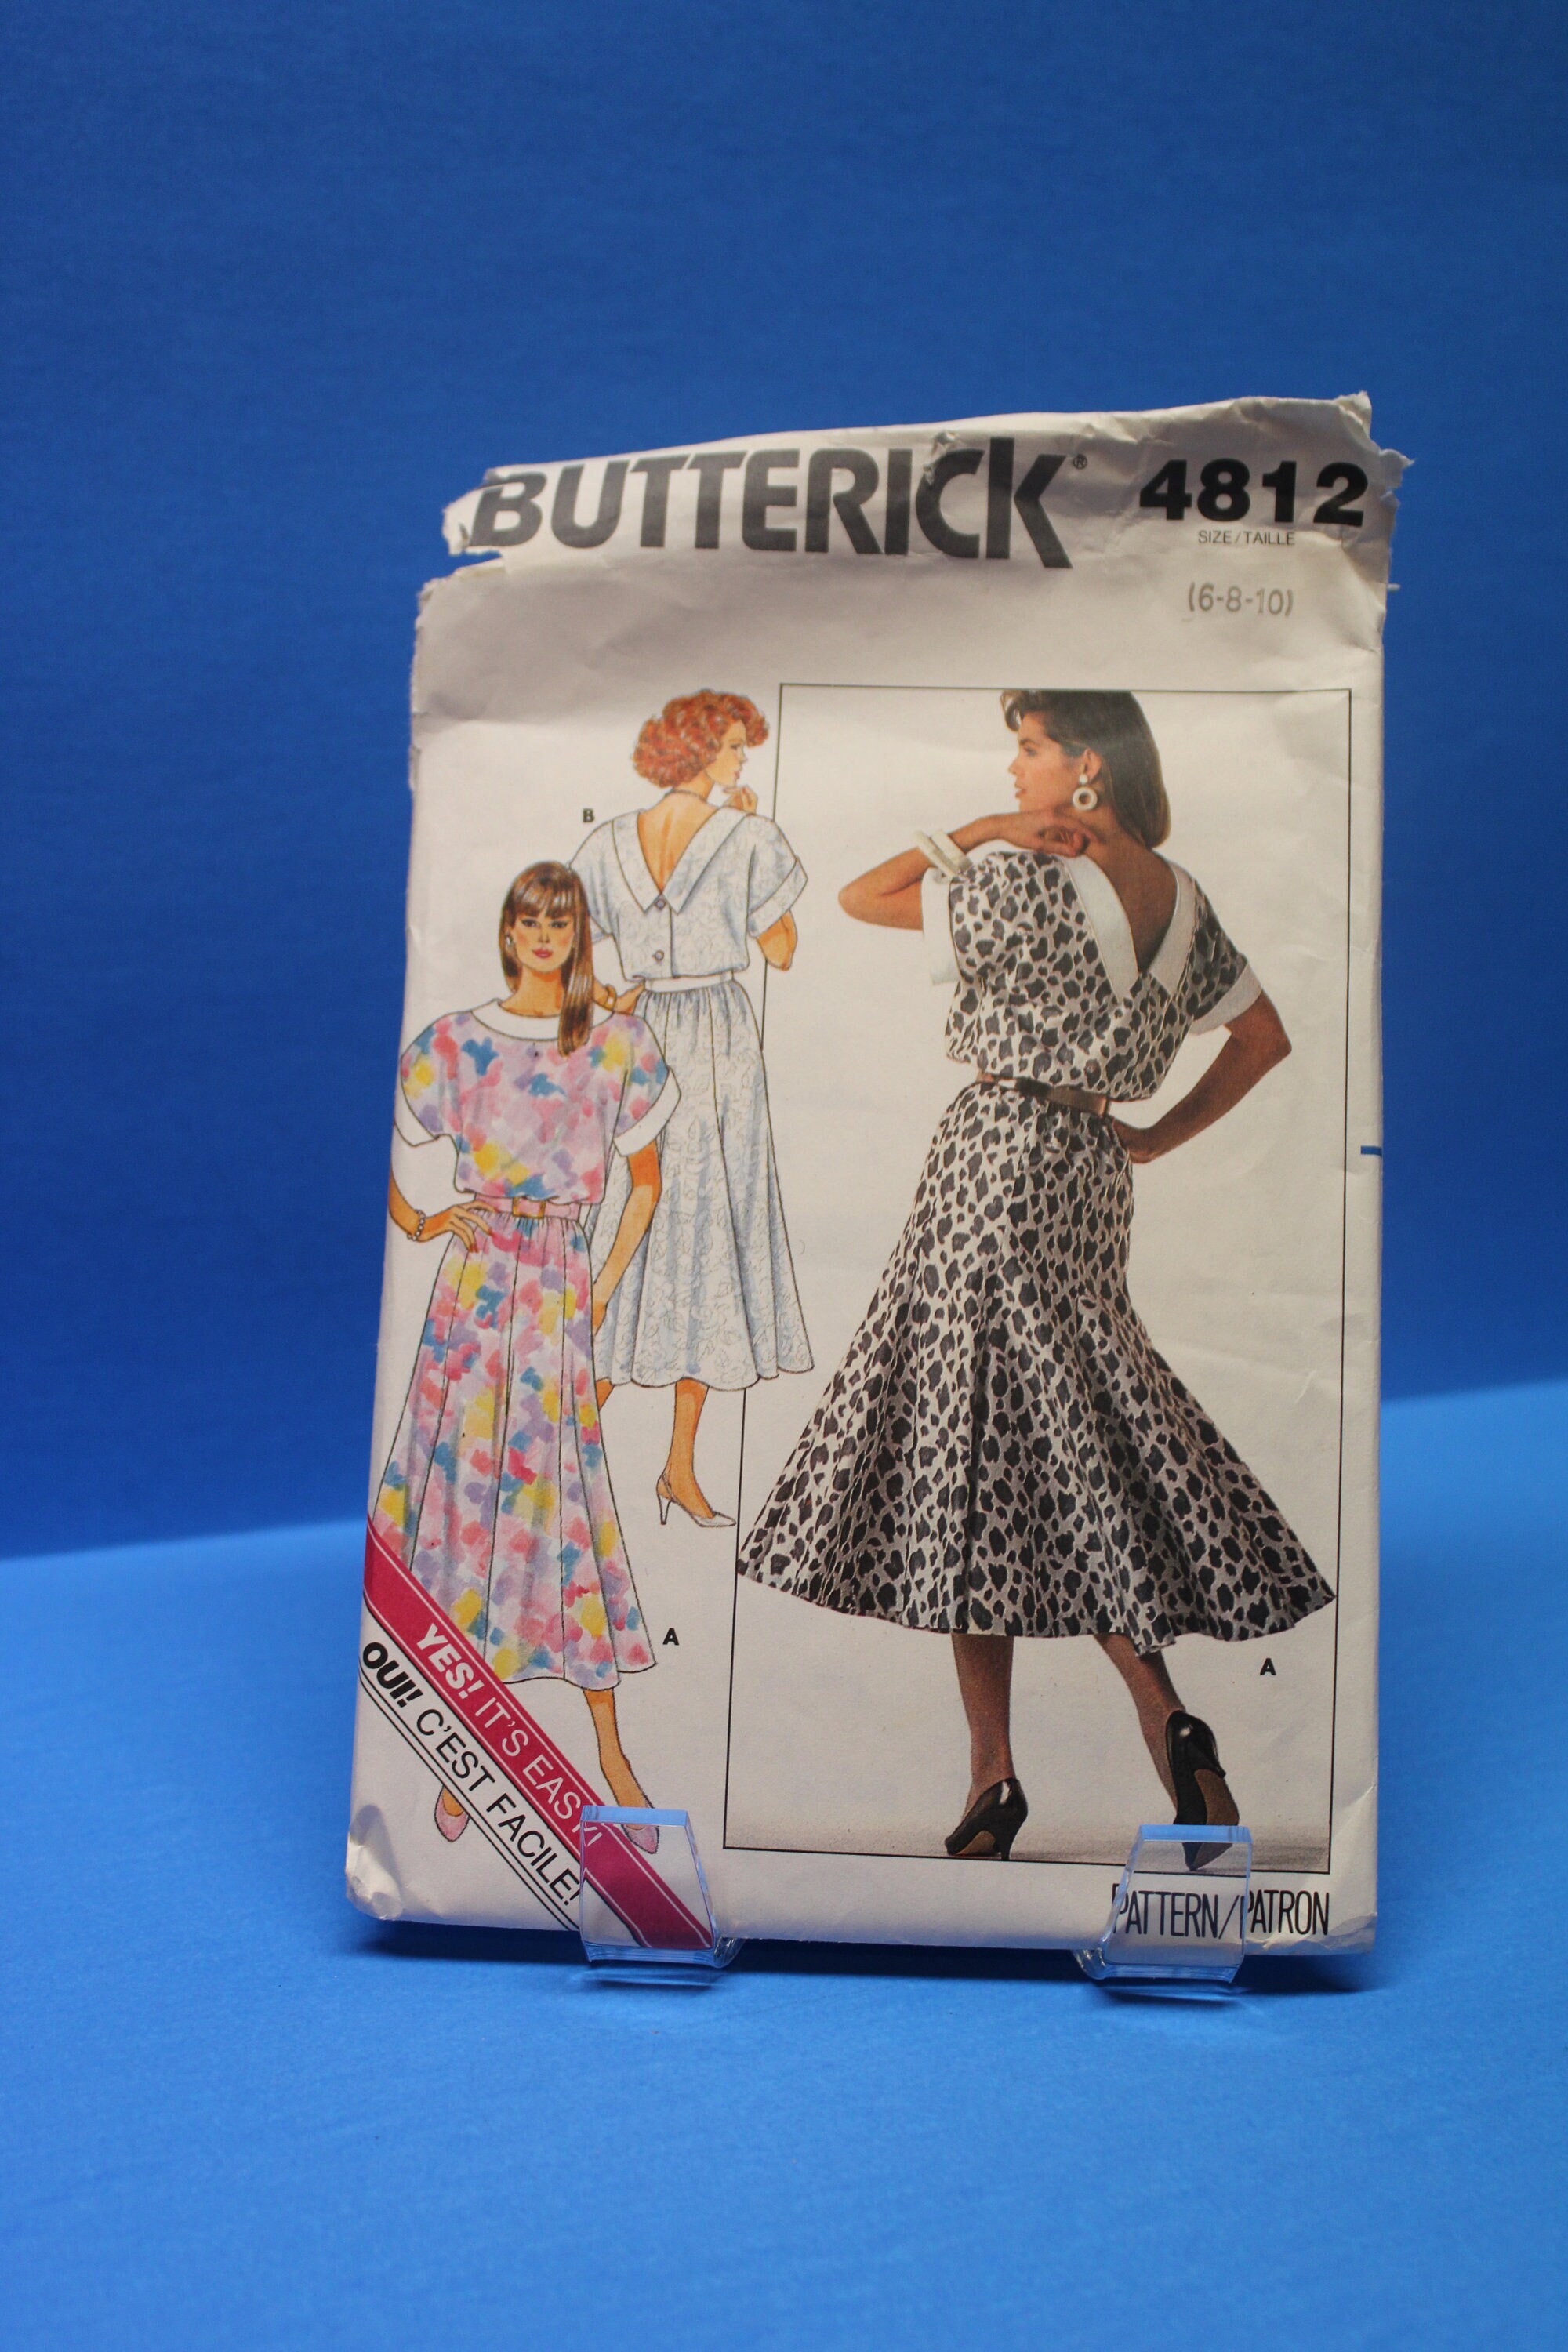 BUTTERICK® 4812
SIZE/TAILLE
(6-8-10)
B
A
A
YES! IT'S EASY!
OUI! C'EST FACILE!
PATTERN/PATRON